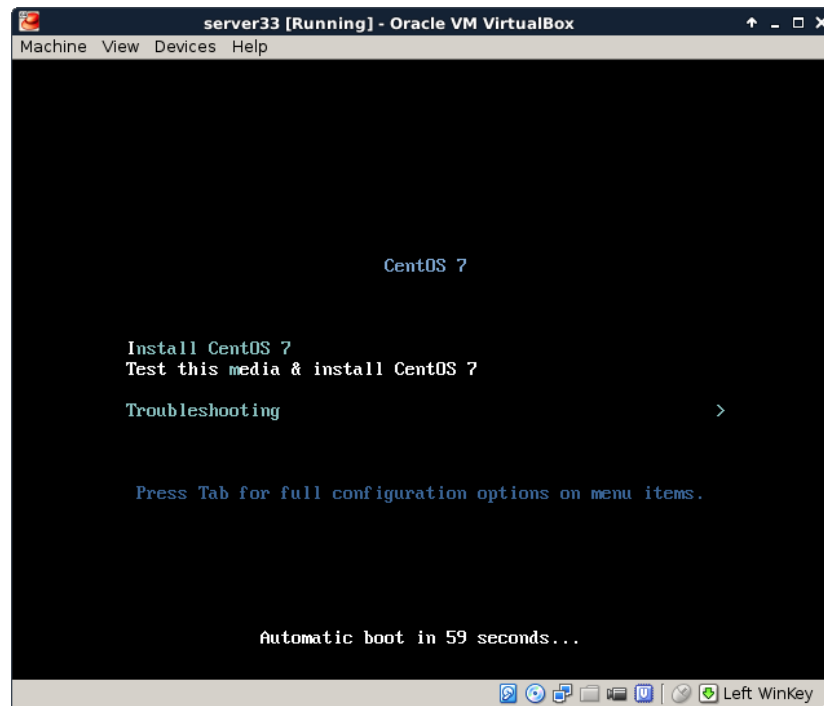 server33 [Running] - Oracle VM VirtualBox
Machine View Devices Help
CentOS 7
Install CentOS 7
Test this media & install CentOS 7
Troubleshooting >
Press Tab for full configuration options on menu items.
Automatic boot in 59 seconds...
Left WinKey